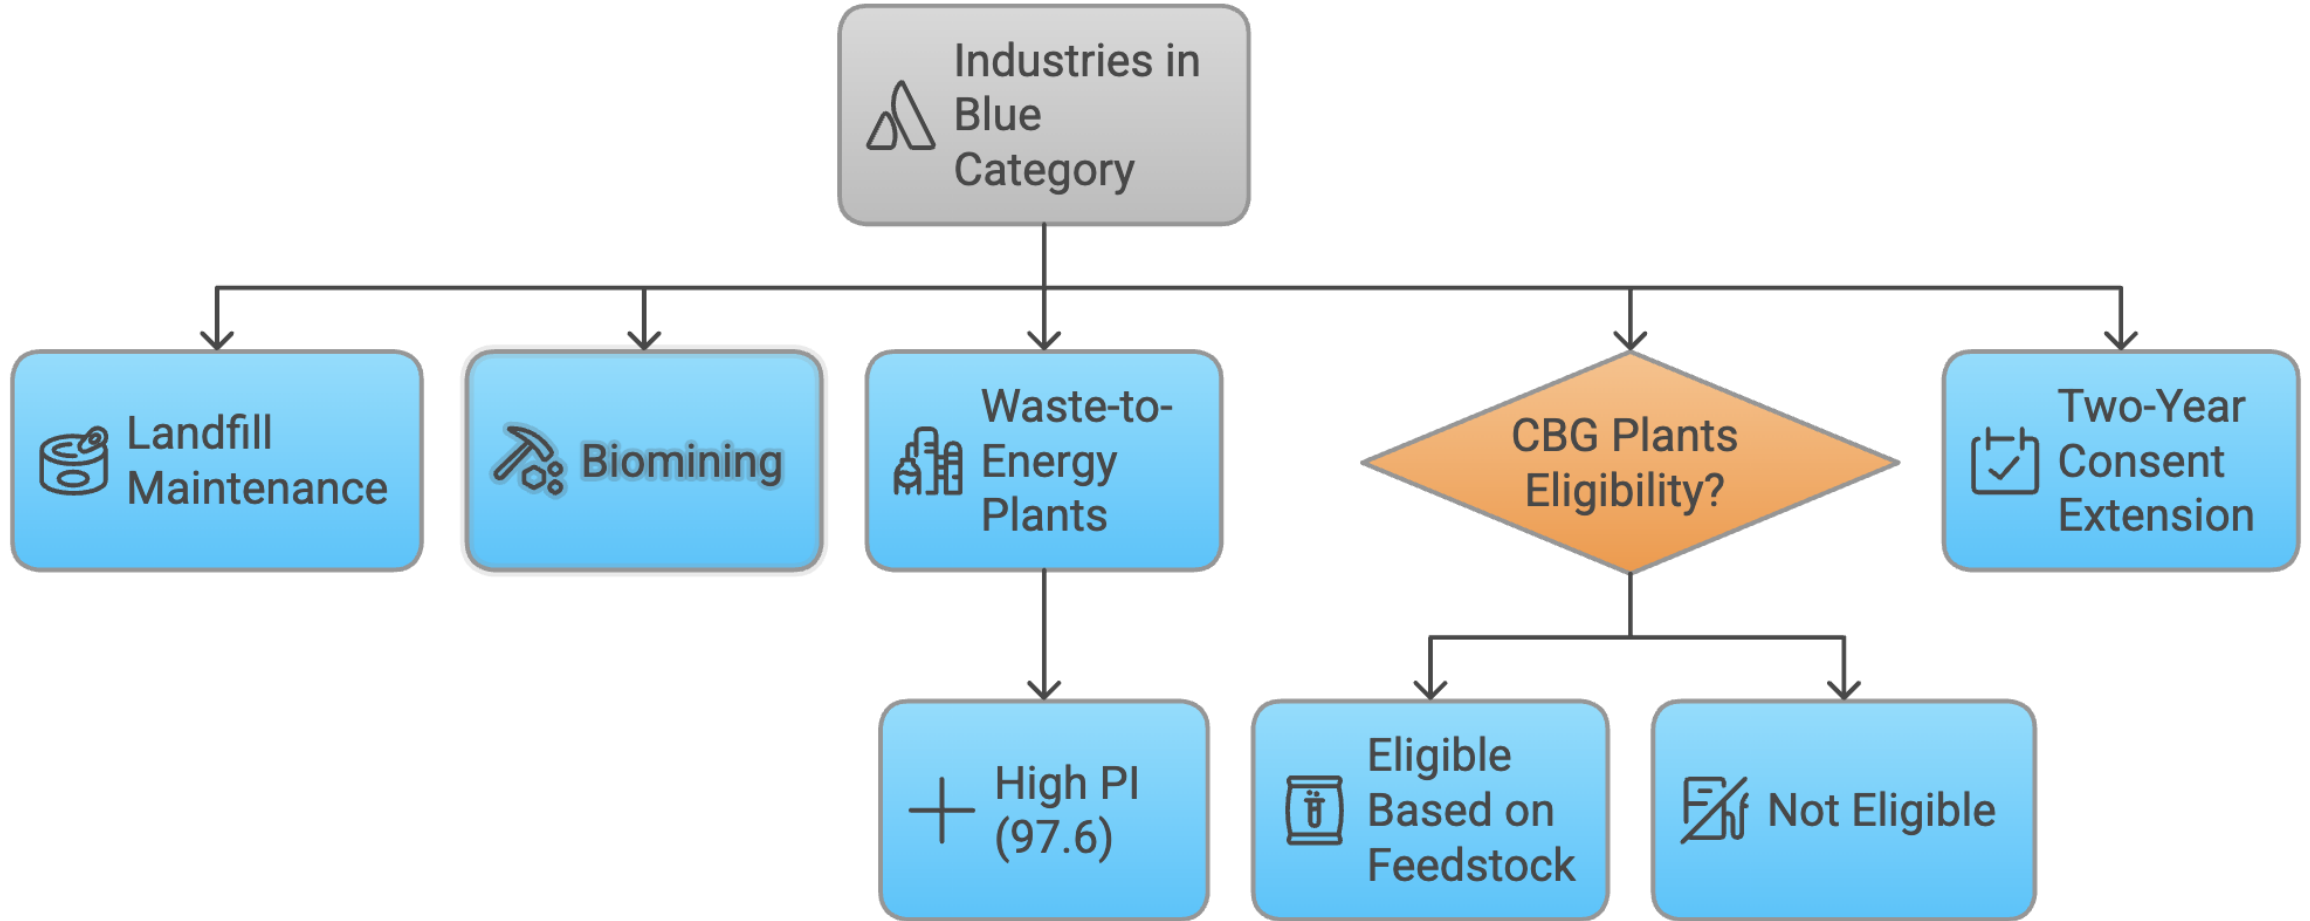 Industries in
Blue
Category
Landfill
Maintenance
Biomining
Waste-to-
Energy
Plants
CBG Plants
Eligibility?
Two-Year
Consent
Extension
High PI
(97.6)
Eligible
Based on
Feedstock
Not Eligible